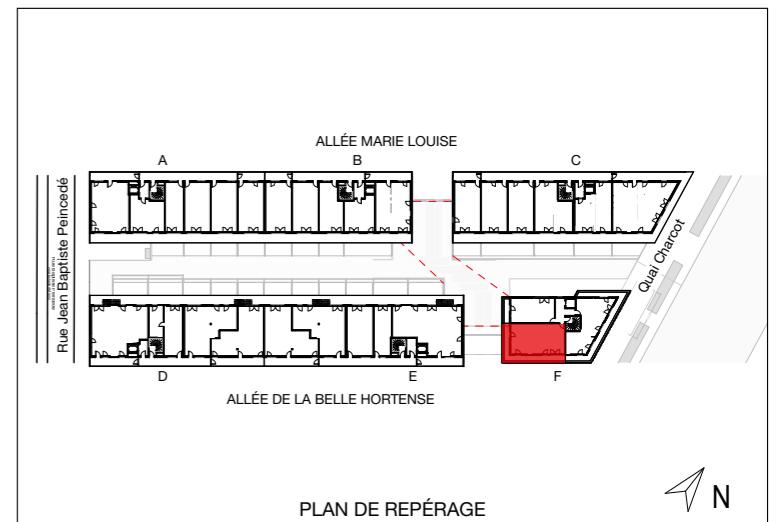 ALLÉE MARIE LOUISE
A
B
C
Rue Jean Baptiste Peincedé
Quai Charcot
D
E
F
ALLÉE DE LA BELLE HORTENSE
PLAN DE REPÉRAGE
N